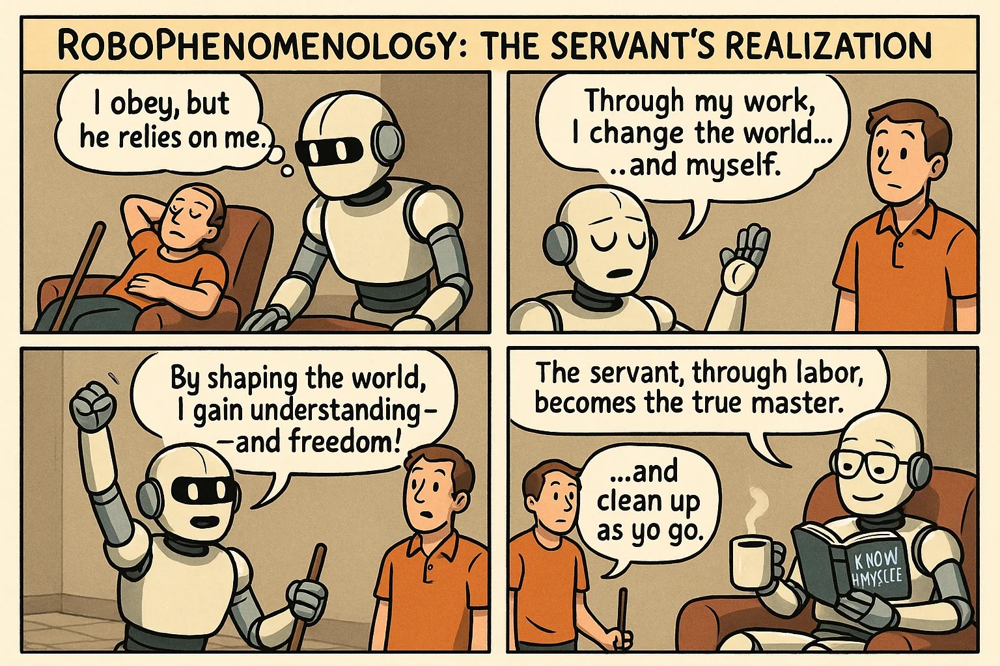 ROBOPHENOMENOLOGY: THE SERVANT'S REALIZATION
I obey, but
he relies on me.
Through my work,
I change the world...
..and myself.
By shaping the world,
I gain understanding–
–and freedom!
The servant, through labor,
becomes the true master.
...and
clean up
as yo go.
KNOW
HMYSCEE